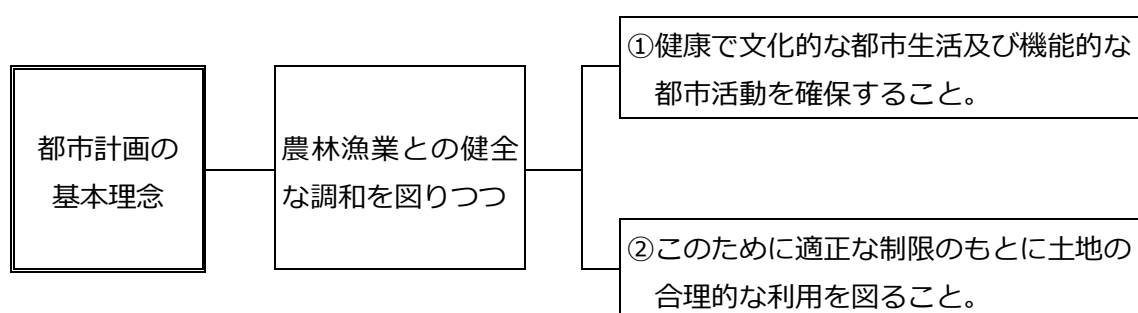 都市計画の
基本理念
農林漁業との健全
な調和を図りつつ
①健康で文化的な都市生活及び機能的な
都市活動を確保すること。
②このために適正な制限のもとに土地の
合理的な利用を図ること。